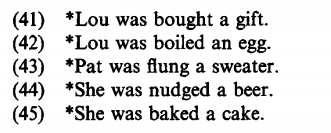 (41) *Lou was bought a gift.
(42) *Lou was boiled an egg.
(43) *Pat was flung a sweater.
(44) *She was nudged a beer.
(45) *She was baked a cake.